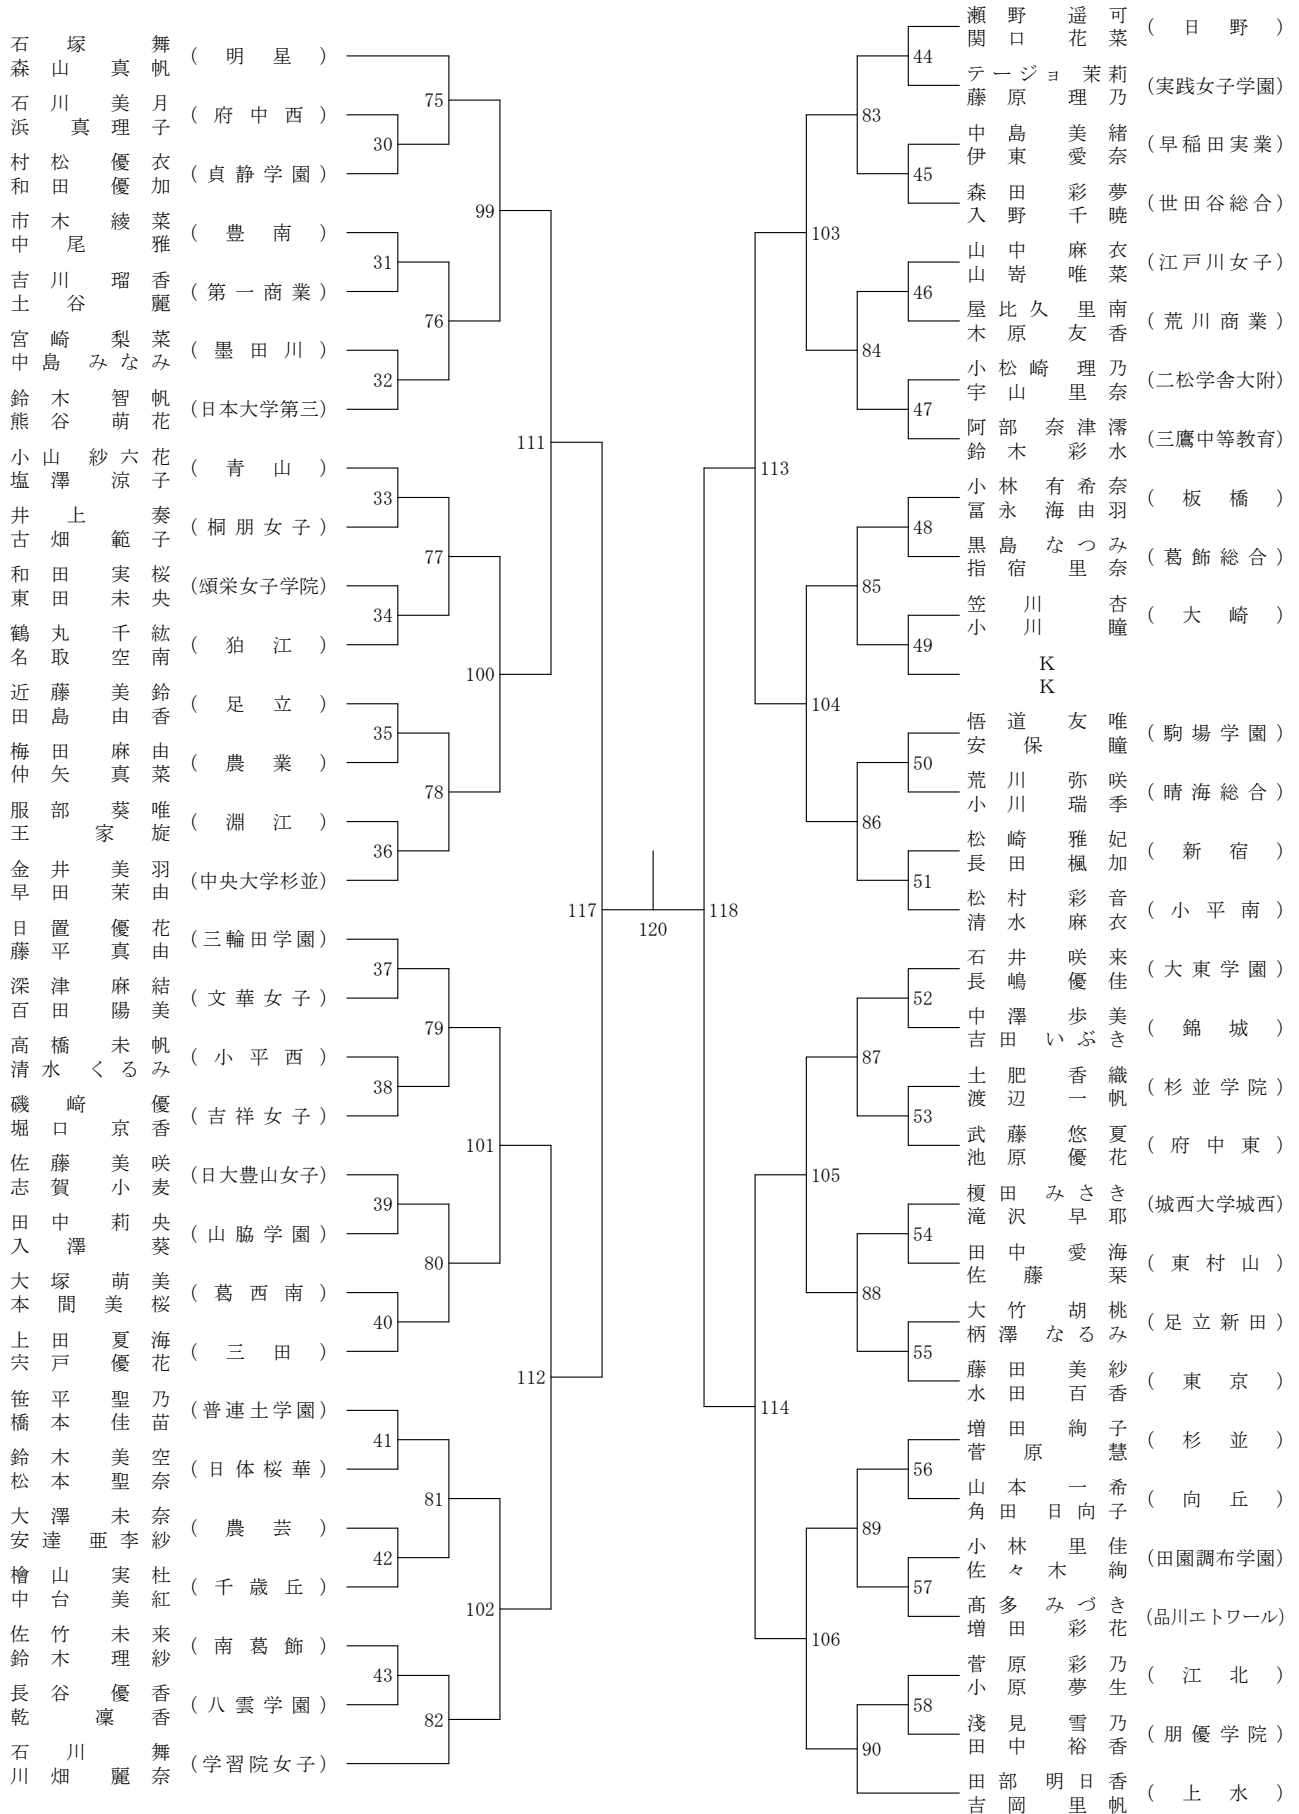 石塚舞
森山真帆
(明星)
石川美月
浜真理子
(府中西)
村松優衣
和田優加
(貞静学園)
市木綾菜
中尾雅
(豊南)
吉川瑠香
土谷麗
(第一商業)
宮崎梨菜
中島みなみ
(墨田川)
鈴木智帆
熊谷萌花
(日本大学第三)
小山紗六花
塩澤涼子
(青山)
井上奏
古畑範子
(桐朋女子)
和田実桜
東田未央
(頌栄女子学院)
鶴丸千紘
名取空南
(狛江)
近藤美鈴
田島由香
(足立)
梅田麻由
仲矢真菜
(農業)
服部葵唯
王家旋
(淵江)
金井美羽
早田茉由
(中央大学杉並)
日置優花
藤平真由
(三輪田学園)
深津麻結
百田陽美
(文華女子)
高橋未帆
清水くるみ
(小平西)
磯崎優
堀口京香
(吉祥女子)
佐藤美咲
志賀小麦
(日大豊山女子)
田中莉央
入澤葵
(山脇学園)
大塚萌美
本間美桜
(葛西南)
上田夏海
宍戸優花
(三田)
笹平聖乃
橋本佳苗
(普連土学園)
鈴木美空
松本聖奈
(日体桜華)
大澤未奈
安達亜李紗
(農芸)
檜山実杜
中台美紅
(千歳丘)
佐竹未来
鈴木理紗
(南葛飾)
長谷優香
乾凜香
(八雲学園)
石川舞
川畑麗奈
(学習院女子)
30
31
32
33
34
35
36
37
38
39
40
41
42
43
75
76
77
78
79
80
81
82
99
100
101
102
111
112
117
120
118
113
114
103
104
105
106
83
84
85
86
87
88
89
90
44
45
46
47
48
49
50
51
52
53
54
55
56
57
58
瀬野遥可
関口花菜
(日野)
テージョ茉莉
藤原理乃
(実践女子学園)
中島美緒
伊東愛奈
(早稲田実業)
森田彩夢
入野千暁
(世田谷総合)
山中麻衣
山嵜唯菜
(江戸川女子)
屋比久里南
木原友香
(荒川商業)
小松崎理乃
宇山里奈
(二松学舎大附)
阿部奈津澪
鈴木彩水
(三鷹中等教育)
小林有希奈
冨永海由羽
(板橋)
黒島なつみ
指宿里奈
(葛飾総合)
笠川杏
小川瞳
(大崎)
K
K
悟道友唯
安保瞳
(駒場学園)
荒川弥咲
小川瑞季
(晴海総合)
松崎雅妃
長田楓加
(新宿)
松村彩音
清水麻衣
(小平南)
石井咲来
長嶋優佳
(大東学園)
中澤歩美
吉田いぶき
(錦城)
土肥香織
渡辺一帆
(杉並学院)
武藤悠夏
池原優花
(府中東)
榎田みさき
滝沢早耶
(城西大学城西)
田中愛海
佐藤栞
(東村山)
大竹胡桃
柄澤なるみ
(足立新田)
藤田美紗
水田百香
(東京)
増田絢子
菅原慧
(杉並)
山本一希
角田日向子
(向丘)
小林里佳
佐々木絢
(田園調布学園)
髙多みづき
増田彩花
(品川エトワール)
菅原彩乃
小原夢生
(江北)
淺見雪乃
田中裕香
(朋優学院)
田部明日香
吉岡里帆
(上水)